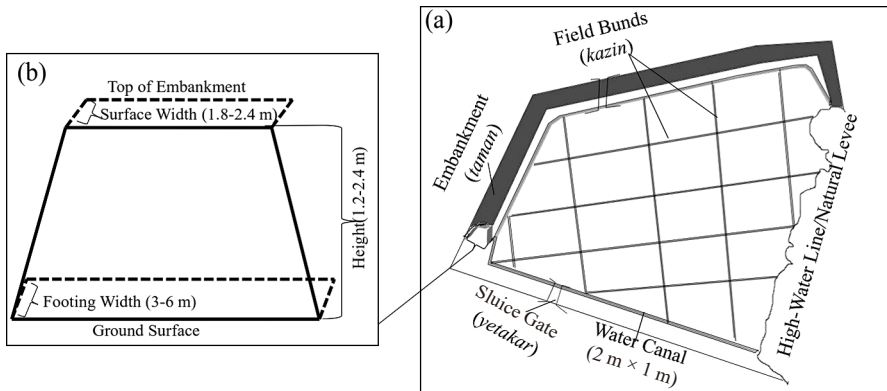 (b)
Top of Embankment
Surface Width (1.8-2.4 m)
Height(1.2-2.4 m)
Footing Width (3-6 m)
Ground Surface
(a)
Field Bunds
(kazin)
Embankment
(taman)
High-Water Line/Natural Levee
Sluice Gate
(yetakar)
Water Canal
(2 m × 1 m)